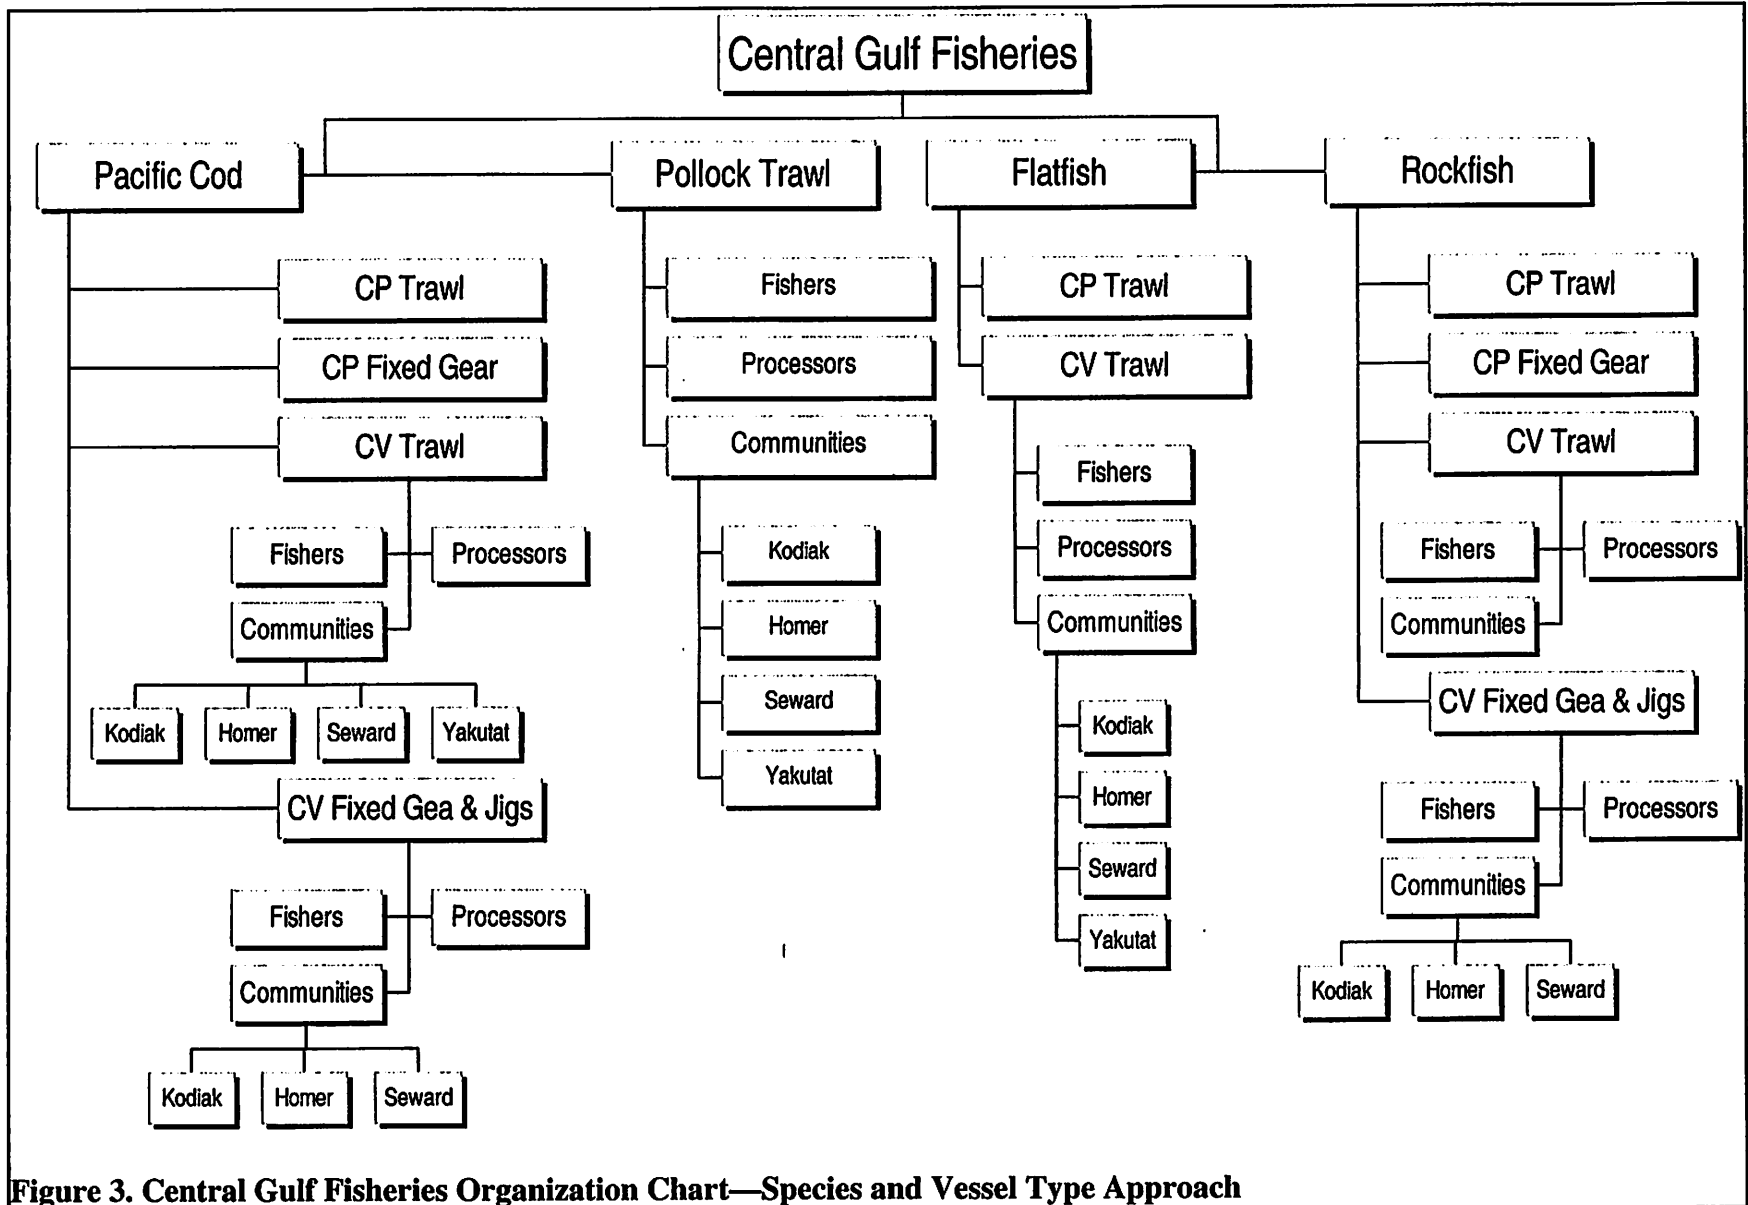 Central Gulf Fisheries
Pacific Cod
CP Trawl
CP Fixed Gear
CV Trawl
Fishers
Processors
Communities
Kodiak
Homer
Seward
Yakutat
CV Fixed Gea & Jigs
Fishers
Processors
Communities
Kodiak
Homer
Seward
Pollock Trawl
Fishers
Processors
Communities
Kodiak
Homer
Seward
Yakutat
Flatfish
CP Trawl
CV Trawl
Fishers
Processors
Communities
Kodiak
Homer
Seward
Yakutat
Rockfish
CP Trawl
CP Fixed Gear
CV Trawl
Fishers
Processors
Communities
CV Fixed Gea & Jigs
Fishers
Processors
Communities
Kodiak
Homer
Seward
Figure 3. Central Gulf Fisheries Organization Chart—Species and Vessel Type Approach